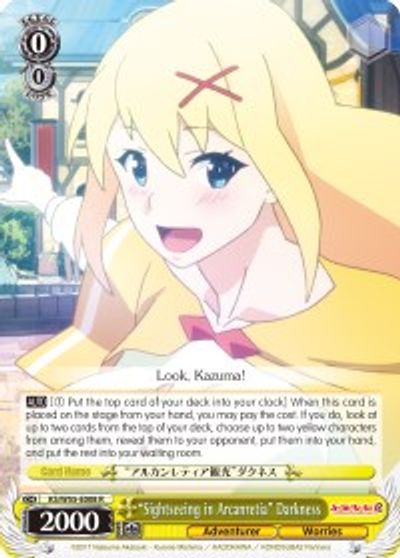 0
0
Look, Kazuma!
AUTO [① Put the top card of your deck into your clock] When this card is
placed on the stage from your hand, you may pay the cost. If you do, look at
up to two cards from the top of your deck, choose up to two yellow characters
from among them, reveal them to your opponent, put them into your hand, and
put the rest into your Waiting Room.
Card Name "アルカンレティア観光"ダクネス
2000 "Sightseeing in Arcanretia" Darkness
Adventurer Worries